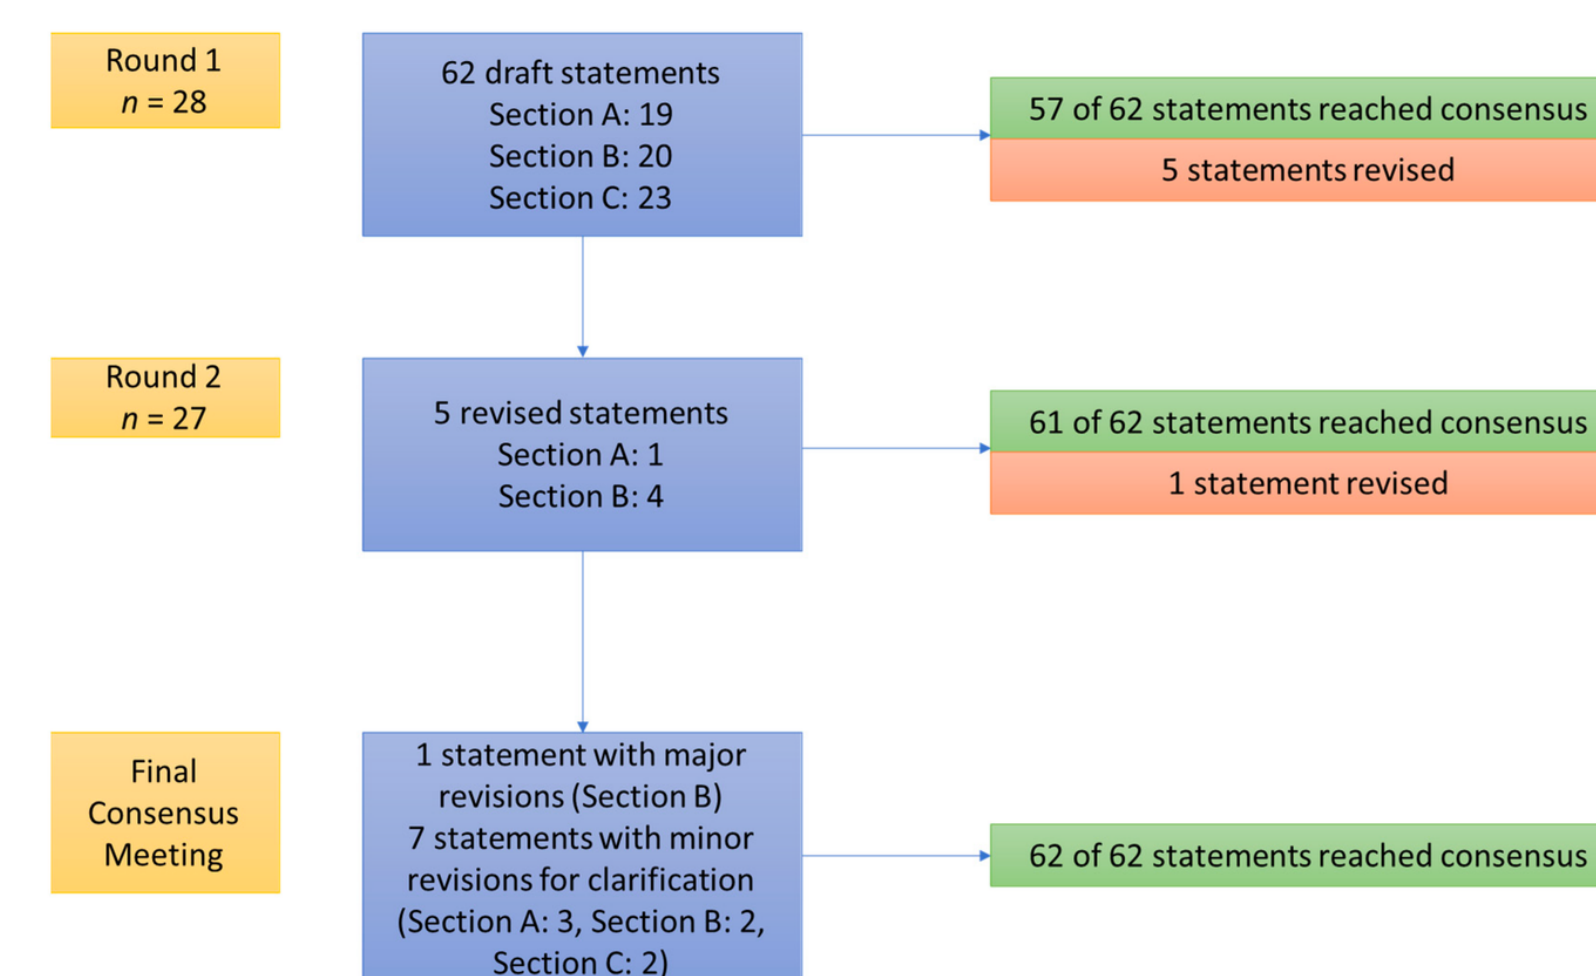 Round 1
n = 28
62 draft statements
Section A: 19
Section B: 20
Section C: 23
57 of 62 statements reached consensus
5 statements revised
Round 2
n = 27
5 revised statements
Section A: 1
Section B: 4
61 of 62 statements reached consensus
1 statement revised
Final
Consensus
Meeting
1 statement with major
revisions (Section B)
7 statements with minor
revisions for clarification
(Section A: 3, Section B: 2,
Section C: 2)
62 of 62 statements reached consensus